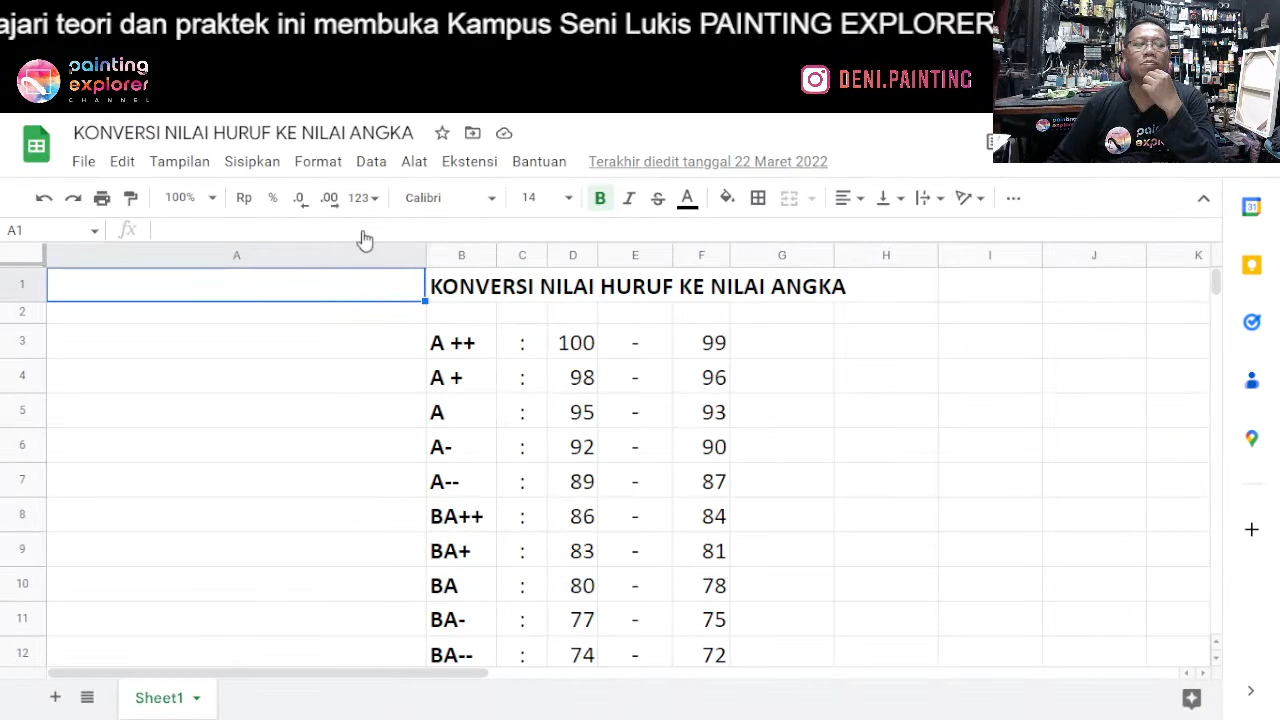 ajari teori dan praktek ini membuka Kampus Seni Lukis PAINTING EXPLORER
painting
explorer
CHANNEL
DENI.PAINTING
KONVERSI NILAI HURUF KE NILAI ANGKA
File Edit Tampilan Sisipkan Format Data Alat Ekstensi Bantuan Terakhir diedit tanggal 22 Maret 2022
100% Rp % .0 .00 123 Calibri 14 B I S A
A1 fx
A B C D E F G H I J K
1 KONVERSI NILAI HURUF KE NILAI ANGKA
2
3 A ++ : 100 - 99
4 A + : 98 - 96
5 A : 95 - 93
6 A- : 92 - 90
7 A-- : 89 - 87
8 BA++ : 86 - 84
9 BA+ : 83 - 81
10 BA : 80 - 78
11 BA- : 77 - 75
12 BA-- : 74 - 72
Sheet1
31